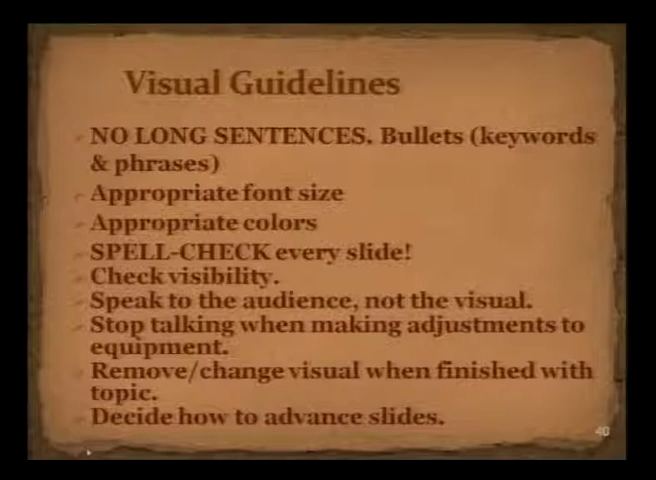 Visual Guidelines
NO LONG SENTENCES. Bullets (keywords
& phrases)
Appropriate font size
Appropriate colors
SPELL-CHECK every slide!
Check visibility.
Speak to the audience, not the visual.
Stop talking when making adjustments to
equipment.
Remove/change visual when finished with
topic.
Decide how to advance slides.
40